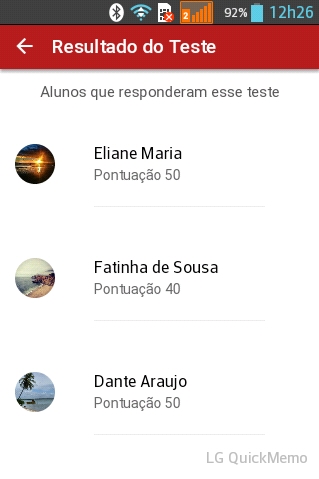 2 92% 12h26
Resultado do Teste
Alunos que responderam esse teste
Eliane Maria
Pontuação 50
Fatinha de Sousa
Pontuação 40
Dante Araujo
Pontuação 50
LG QuickMemo